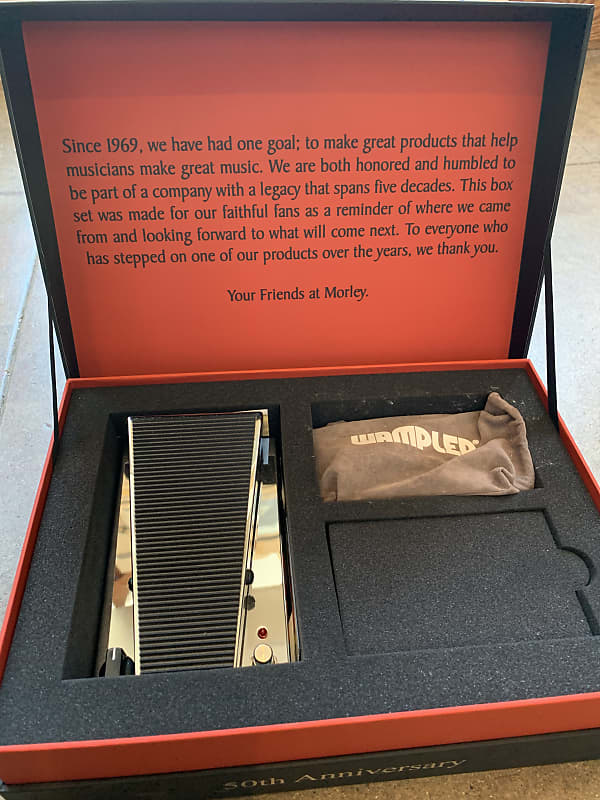 Since 1969, we have had one goal; to make great products that help
musicians make great music. We are both honored and humbled to
be part of a company with a legacy that spans five decades. This box
set was made for our faithful fans as a reminder of where we came
from and looking forward to what will come next. To everyone who
has stepped on one of our products over the years, we thank you.
Your Friends at Morley.
WAMPLER
50th Anniversary